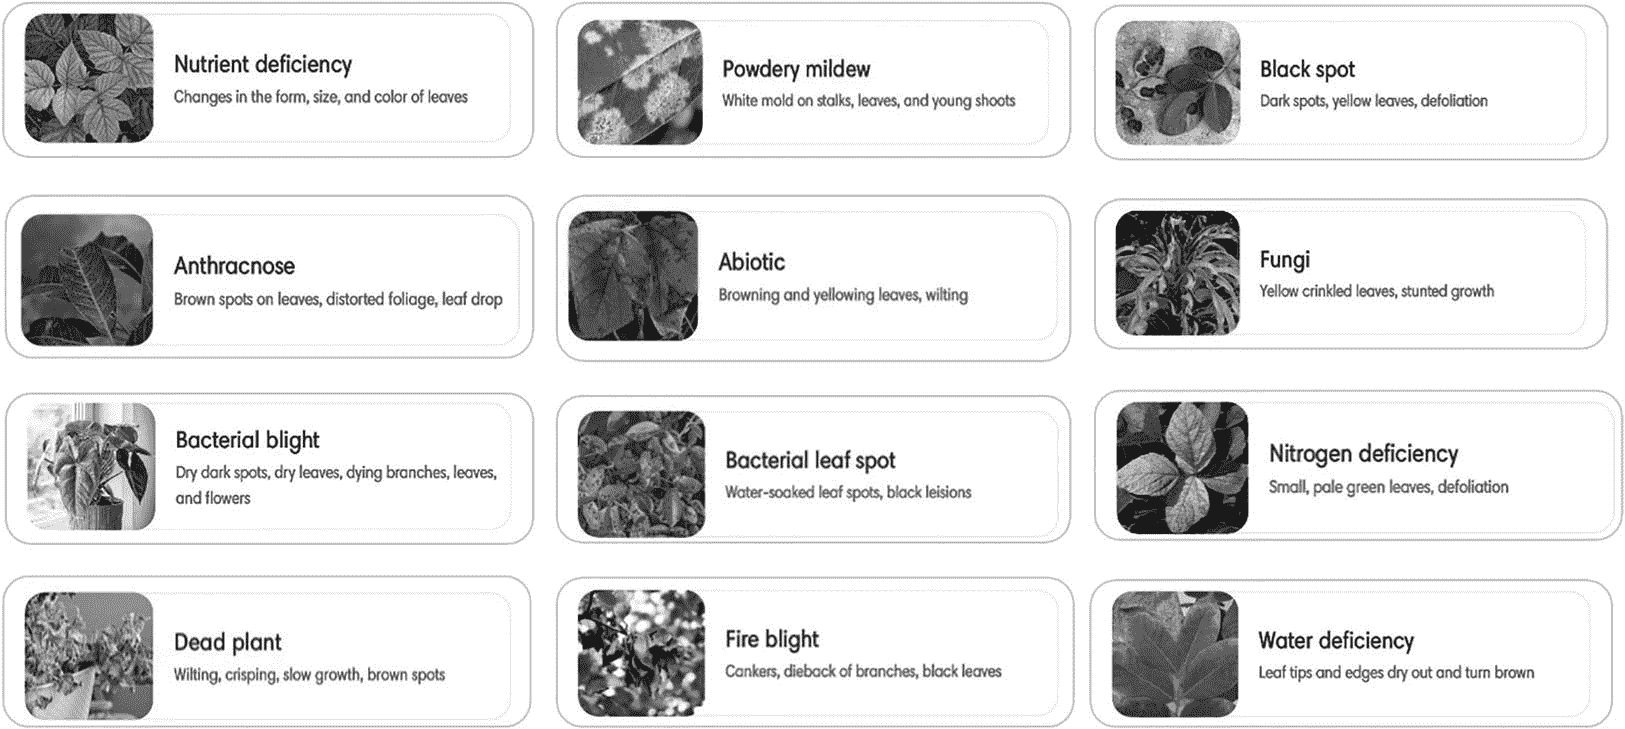 Nutrient deficiency
Changes in the form, size, and color of leaves
Powdery mildew
White mold on stalks, leaves, and young shoots
Black spot
Dark spots, yellow leaves, defoliation
Anthracnose
Brown spots on leaves, distorted foliage, leaf drop
Abiotic
Browning and yellowing leaves, wilting
Fungi
Yellow crinkled leaves, stunted growth
Bacterial blight
Dry dark spots, dry leaves, dying branches, leaves,
and flowers
Bacterial leaf spot
Water-soaked leaf spots, black leisions
Nitrogen deficiency
Small, pale green leaves, defoliation
Dead plant
Wilting, crisping, slow growth, brown spots
Fire blight
Cankers, dieback of branches, black leaves
Water deficiency
Leaf tips and edges dry out and turn brown